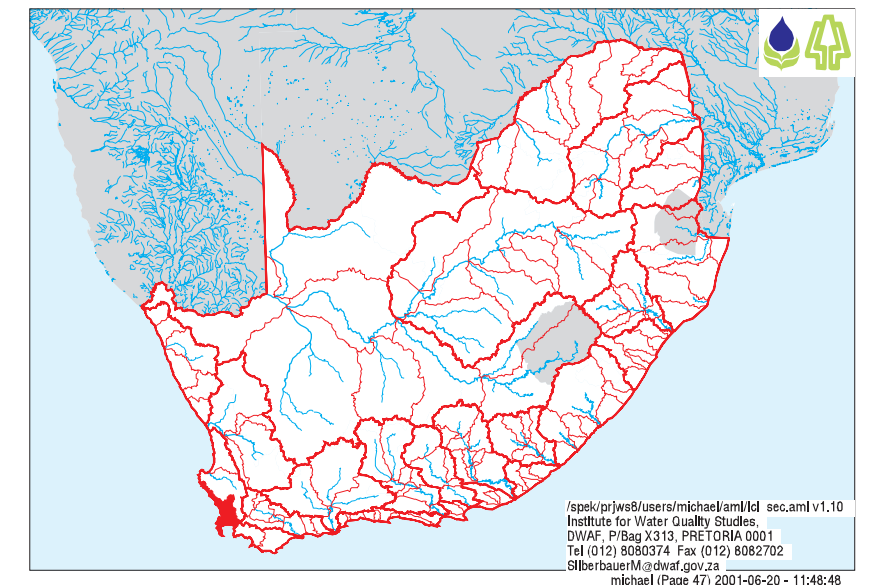 /spek/prjws8/users/michael/aml/lcl_sec.aml v1.10
Institute for Water Quality Studies,
DWAF, P/Bag X313, PRETORIA 0001
Tel (012) 8080374 Fax (012) 8082702
SilberbauerM@dwaf.gov.za
michael (Page 47) 2001-06-20 - 11:48:48